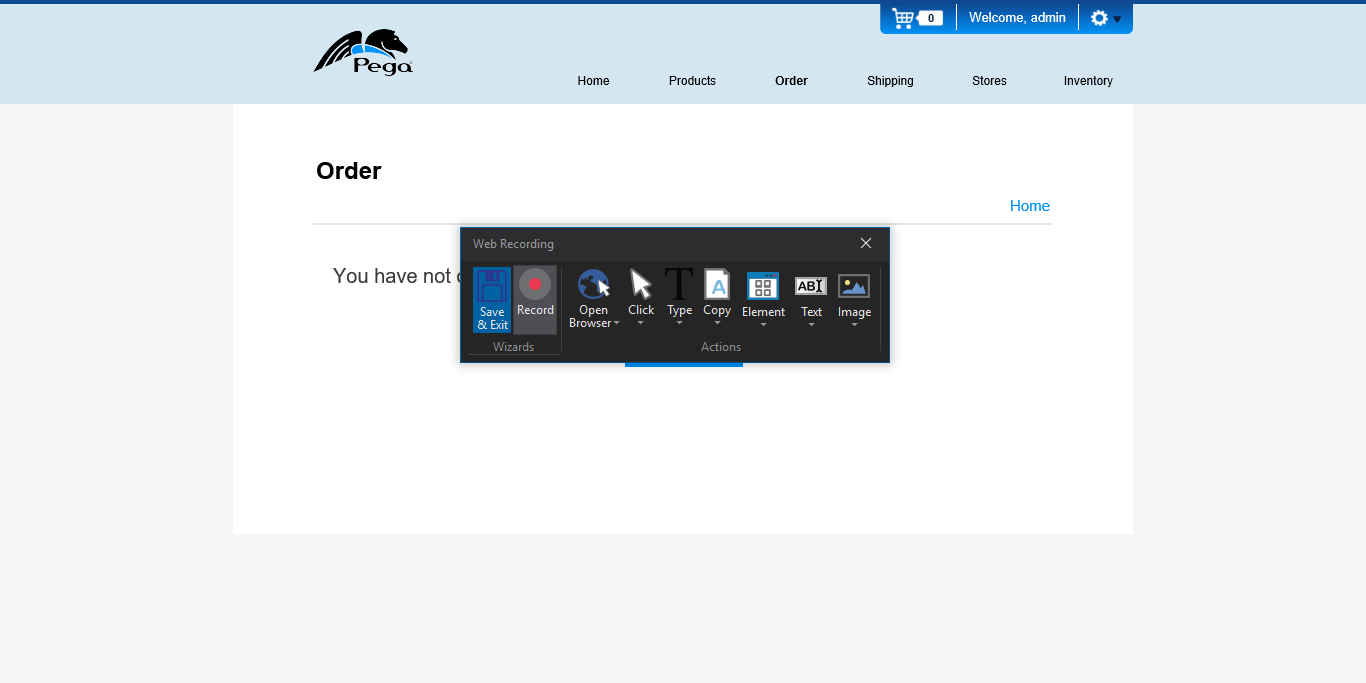 0 Welcome, admin
Pega
Home Products Order Shipping Stores Inventory
Order
Home
You have not
Web Recording
Save
& Exit
Record
Open
Browser
Click
Type
Copy
Element
Text
Image
T
A
AB
Wizards
Actions